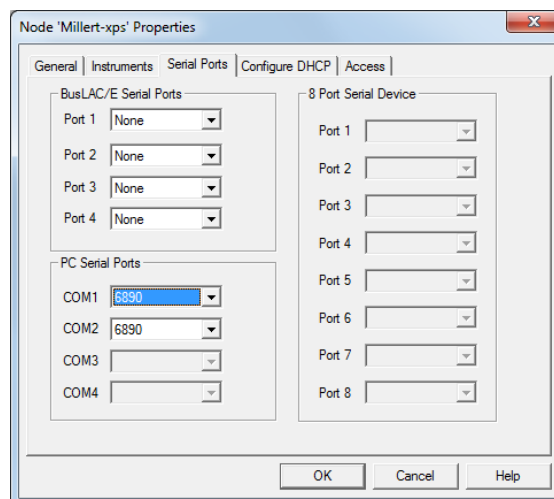 Node 'Millert-xps' Properties
General Instruments Serial Ports Configure DHCP Access
BusLAC/E Serial Ports
Port 1 None
Port 2 None
Port 3 None
Port 4 None
PC Serial Ports
COM1 6890
COM2 6890
COM3
COM4
8 Port Serial Device
Port 1
Port 2
Port 3
Port 4
Port 5
Port 6
Port 7
Port 8
OK Cancel Help